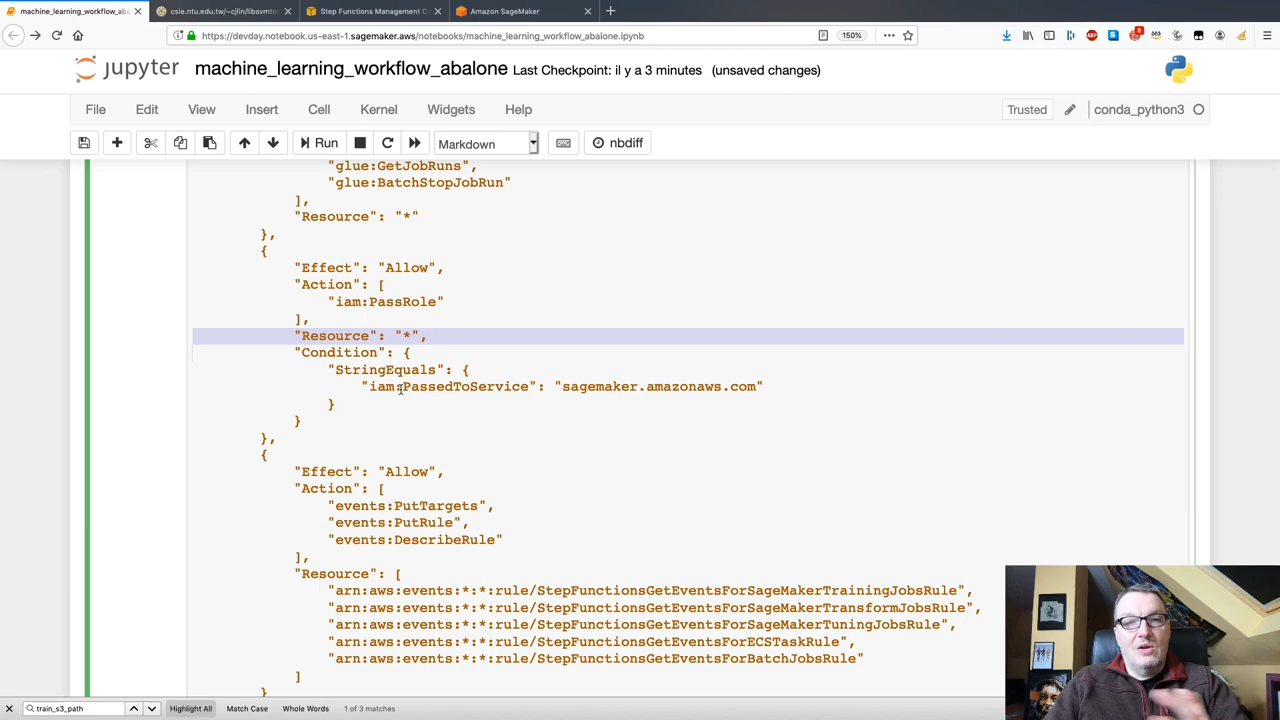 machine_learning_workflow_aba
csie.ntu.edu.tw/~cjlin/libsvmto
Step Functions Management C
Amazon SageMaker
https://devday.notebook.us-east-1.sagemaker.aws/notebooks/machine_learning_workflow_abalone.ipynb
150%
8
jupyter
machine_learning_workflow_abalone Last Checkpoint: il y a 3 minutes (unsaved changes)
File Edit View Insert Cell Kernel Widgets Help
Trusted
conda_python3
Run
Markdown
nbdiff
"glue:GetJobRuns",
"glue:BatchStopJobRun"
],
"Resource": "*"
},
{
"Effect": "Allow",
"Action": [
"iam:PassRole"
],
"Resource": "*",
"Condition": {
"StringEquals": {
"iam:PassedToService": "sagemaker.amazonaws.com"
}
}
},
{
"Effect": "Allow",
"Action": [
"events:PutTargets",
"events:PutRule",
"events:DescribeRule"
],
"Resource": [
"arn:aws:events:*:*:rule/StepFunctionsGetEventsForSageMakerTrainingJobsRule",
"arn:aws:events:*:*:rule/StepFunctionsGetEventsForSageMakerTransformJobsRule",
"arn:aws:events:*:*:rule/StepFunctionsGetEventsForSageMakerTuningJobsRule",
"arn:aws:events:*:*:rule/StepFunctionsGetEventsForECSTaskRule",
"arn:aws:events:*:*:rule/StepFunctionsGetEventsForBatchJobsRule"
]
}
train_s3_path
Highlight All
Match Case
Whole Words
1 of 3 matches